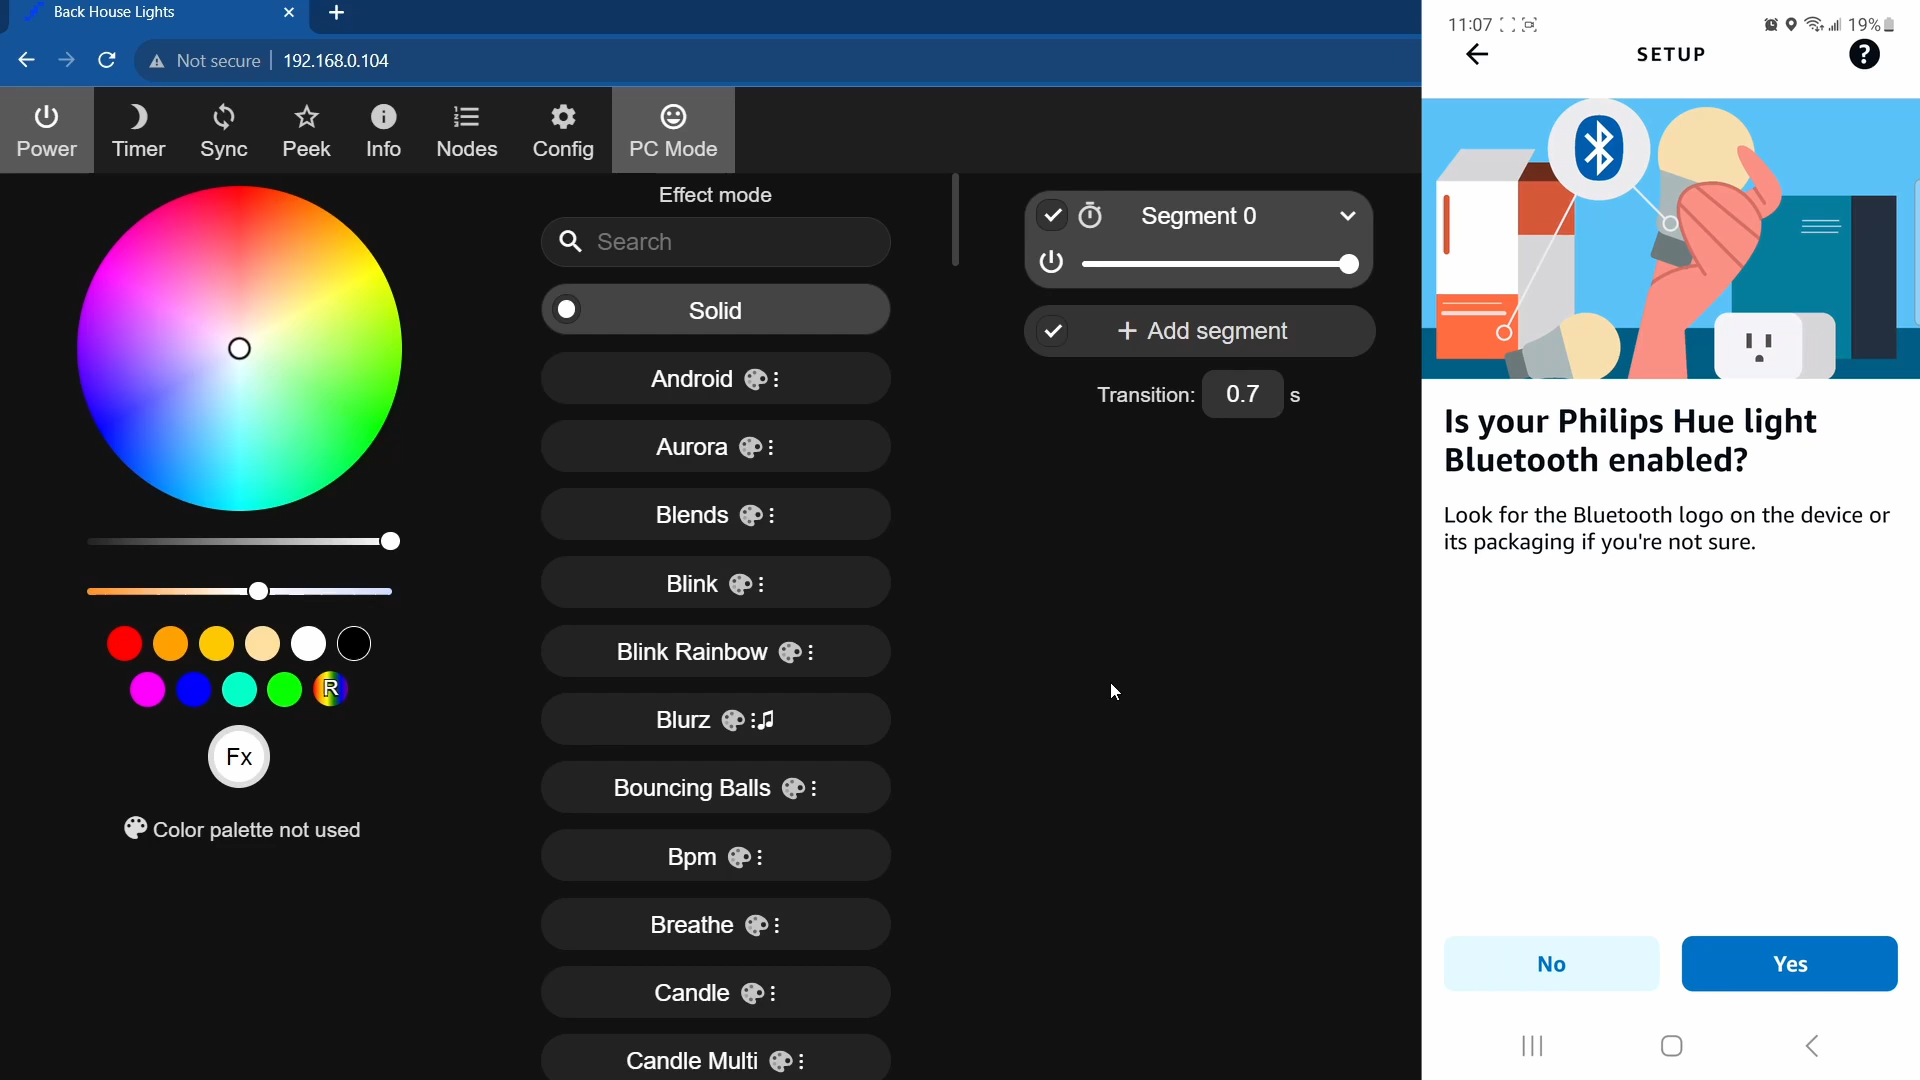 Back House Lights
Not secure
192.168.0.104
Power
Timer
Sync
Peek
Info
Nodes
Config
PC Mode
R
Fx
Color palette not used
Effect mode
Search
Solid
Android
Aurora
Blends
Blink
Blink Rainbow
Blurz
Bouncing Balls
Bpm
Breathe
Candle
Candle Multi
Segment 0
+ Add segment
Transition: 0.7 s
11:07
19%
SETUP
?
Is your Philips Hue light
Bluetooth enabled?
Look for the Bluetooth logo on the device or
its packaging if you're not sure.
No
Yes